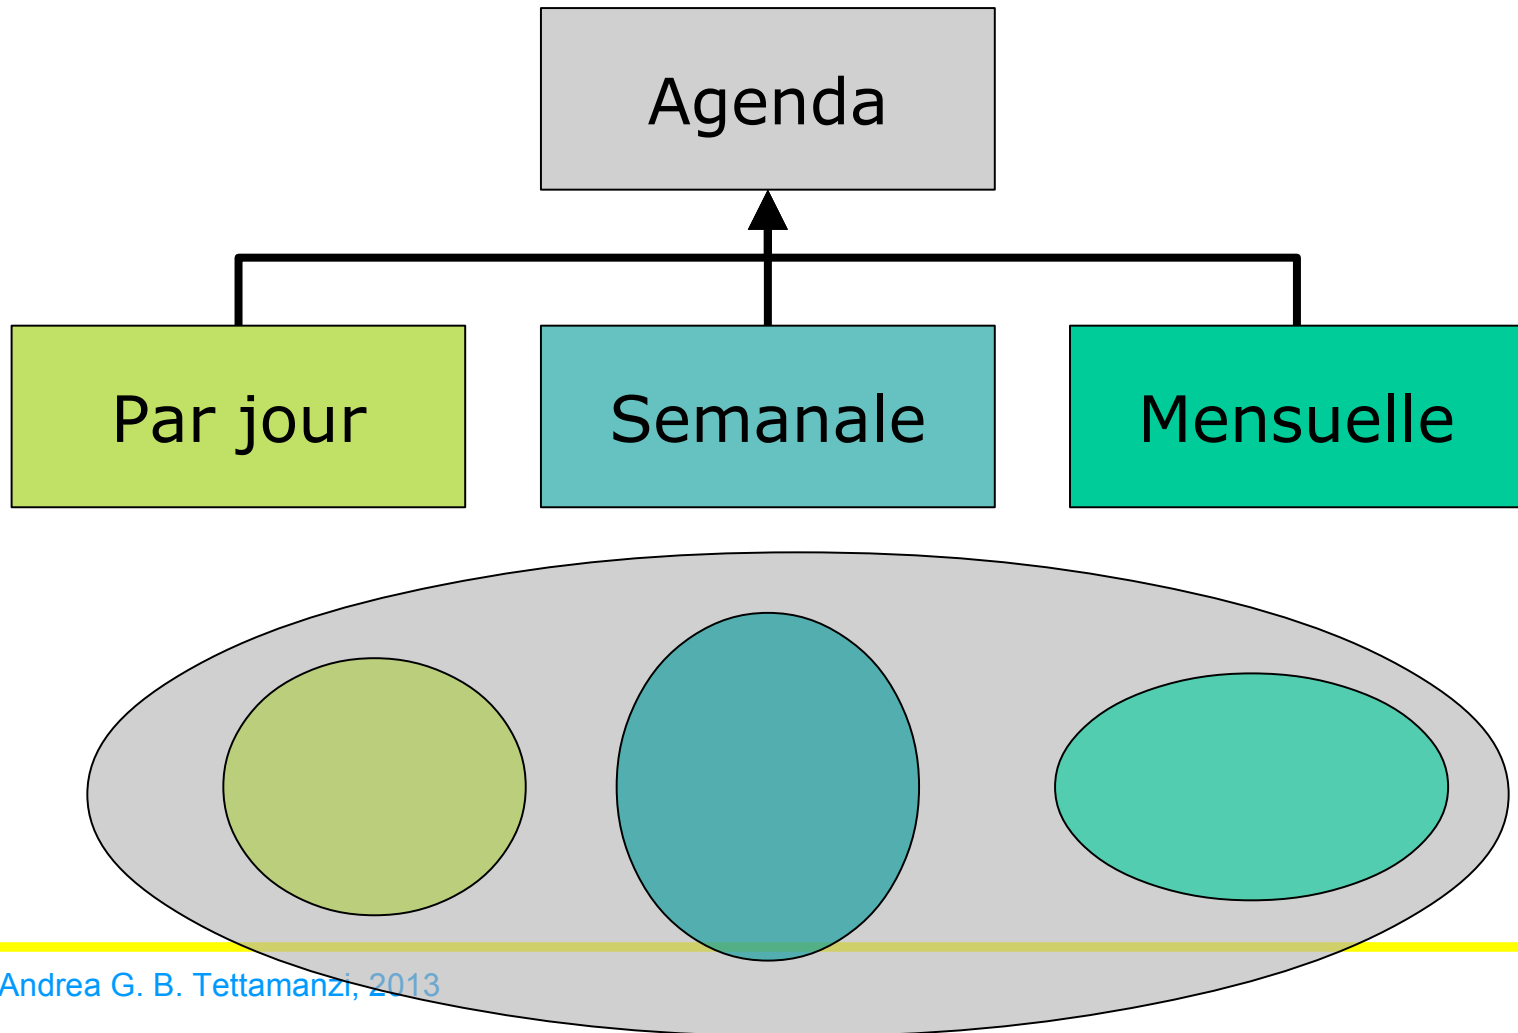 Agenda
Par jour
Semanale
Mensuelle
Andrea G. B. Tettamanzi, 2013